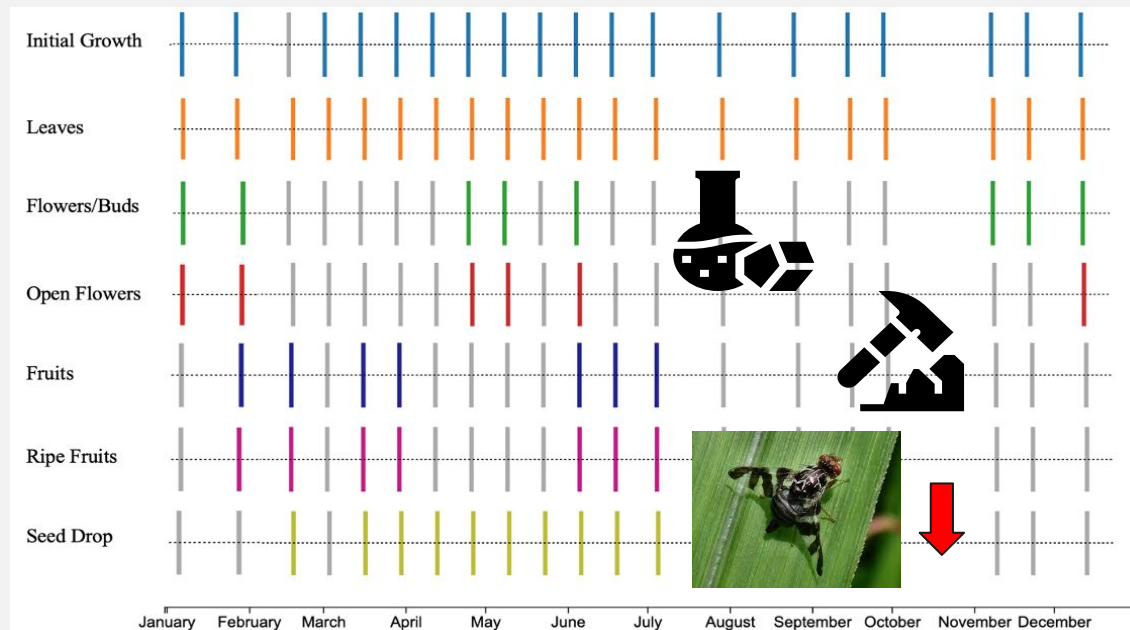 Initial Growth
Leaves
Flowers/Buds
Open Flowers
Fruits
Ripe Fruits
Seed Drop
January February March April May June July August September October November December